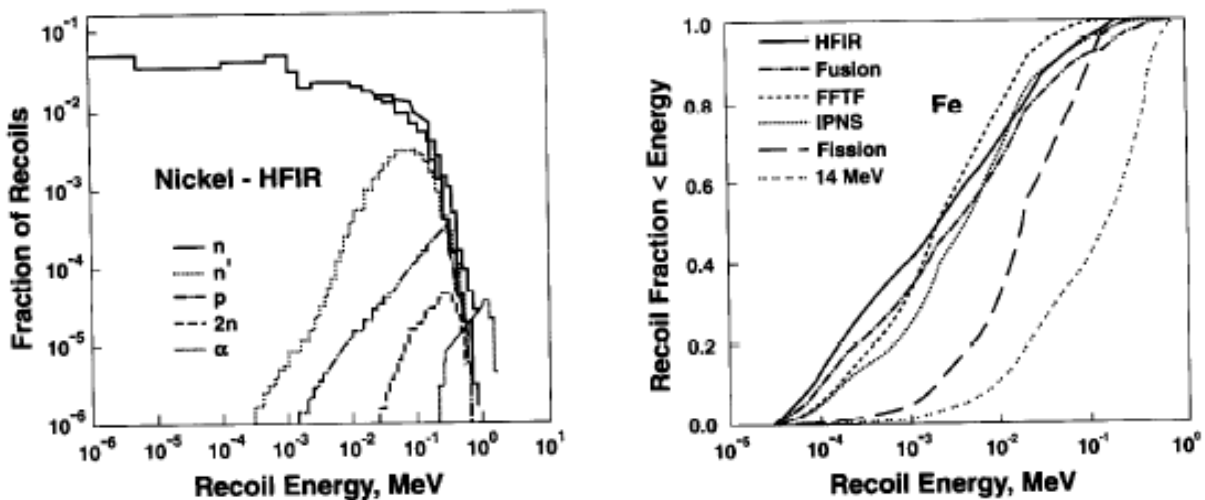 10⁻¹
10⁻²
10⁻³
10⁻⁴
10⁻⁵
10⁻⁶
Fraction of Recoils
Nickel - HFIR
n
n'
p
2n
α
10⁻⁶ 10⁻⁵ 10⁻⁴ 10⁻³ 10⁻² 10⁻¹ 10⁰ 10¹
Recoil Energy, MeV
1.0
0.8
0.6
0.4
0.2
0.0
Recoil Fraction < Energy
HFIR
Fusion
FFTF
IPNS
Fission
14 MeV
Fe
10⁻⁵ 10⁻⁴ 10⁻³ 10⁻² 10⁻¹ 10⁰
Recoil Energy, MeV